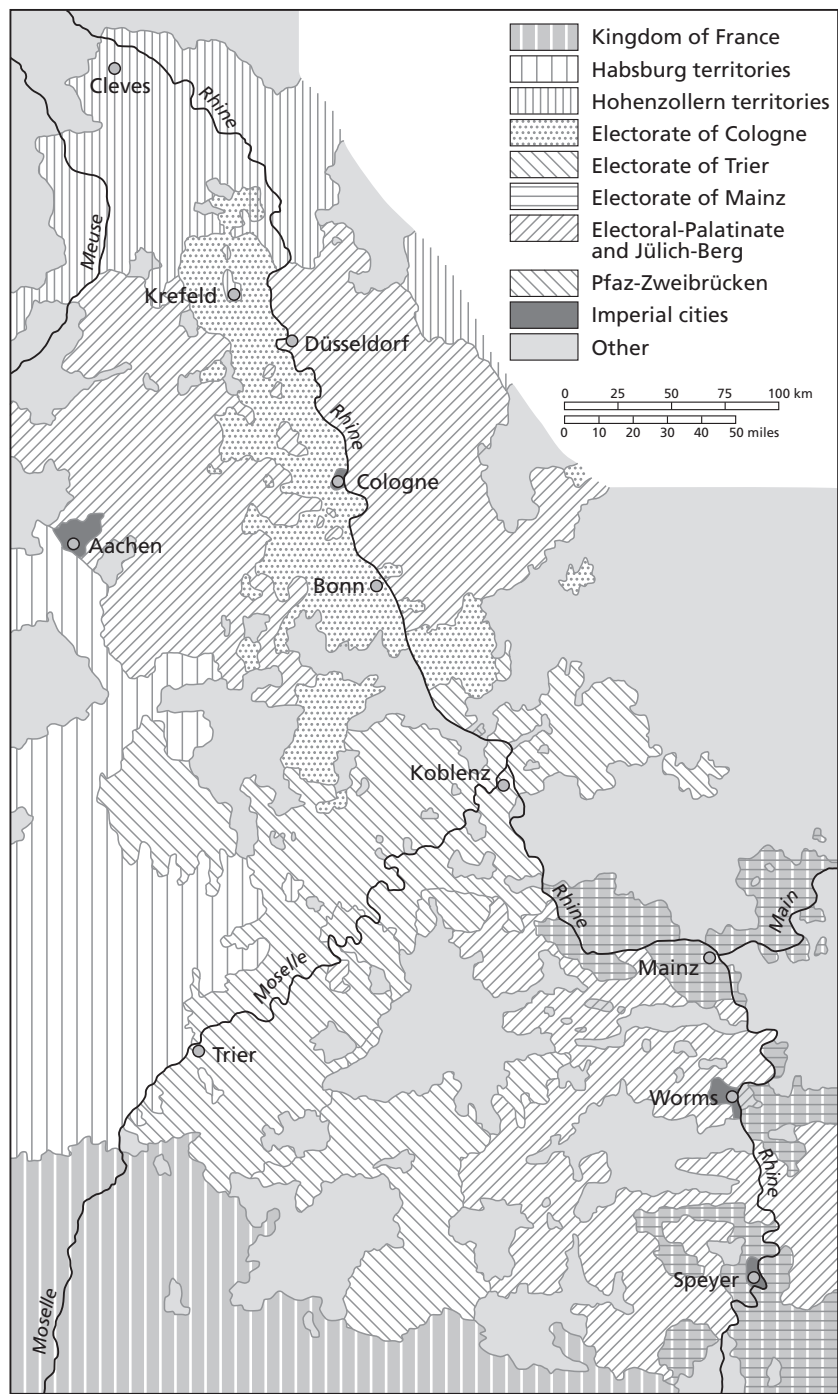 Kingdom of France
Habsburg territories
Hohenzollern territories
Electorate of Cologne
Electorate of Trier
Electorate of Mainz
Electoral-Palatinate
and Jülich-Berg
Pfaz-Zweibrücken
Imperial cities
Other
0 25 50 75 100 km
0 10 20 30 40 50 miles
Cleves
Rhine
Meuse
Krefeld
Düsseldorf
Rhine
Cologne
Aachen
Bonn
Koblenz
Rhine
Main
Mainz
Moselle
Trier
Worms
Rhine
Speyer
Moselle